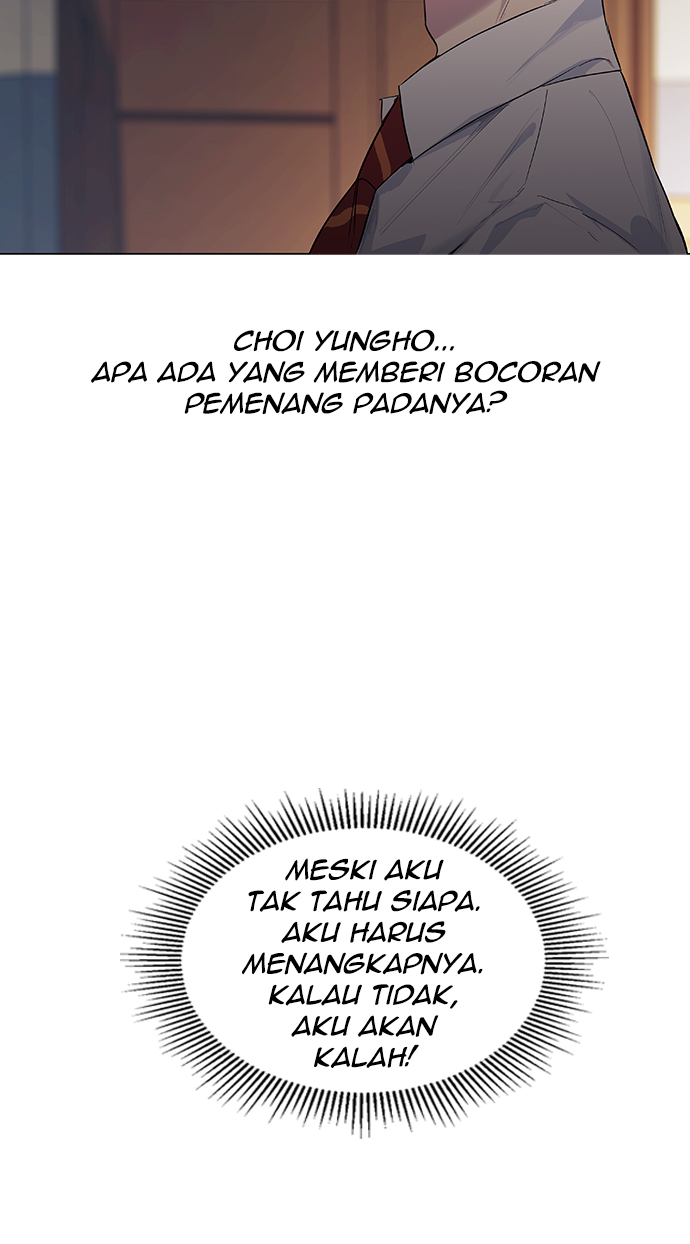 CHOI YUNGHO...
APA ADA YANG MEMBERI BOCORAN
PEMENANG PADANYA?
MESKI AKU
TAK TAHU SIAPA.
AKU HARUS
MENANGKAPNYA.
KALAU TIDAK,
AKU AKAN
KALAH!